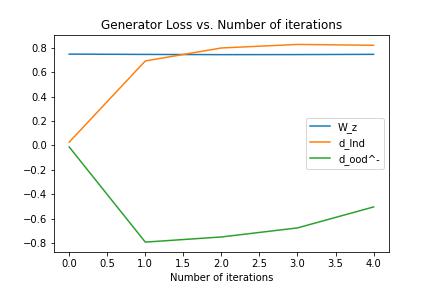 Generator Loss vs. Number of iterations
0.8
0.6
0.4
0.2
0.0
−0.2
−0.4
−0.6
−0.8
W_z
d_Ind
d_ood^-
0.0 0.5 1.0 1.5 2.0 2.5 3.0 3.5 4.0
Number of iterations